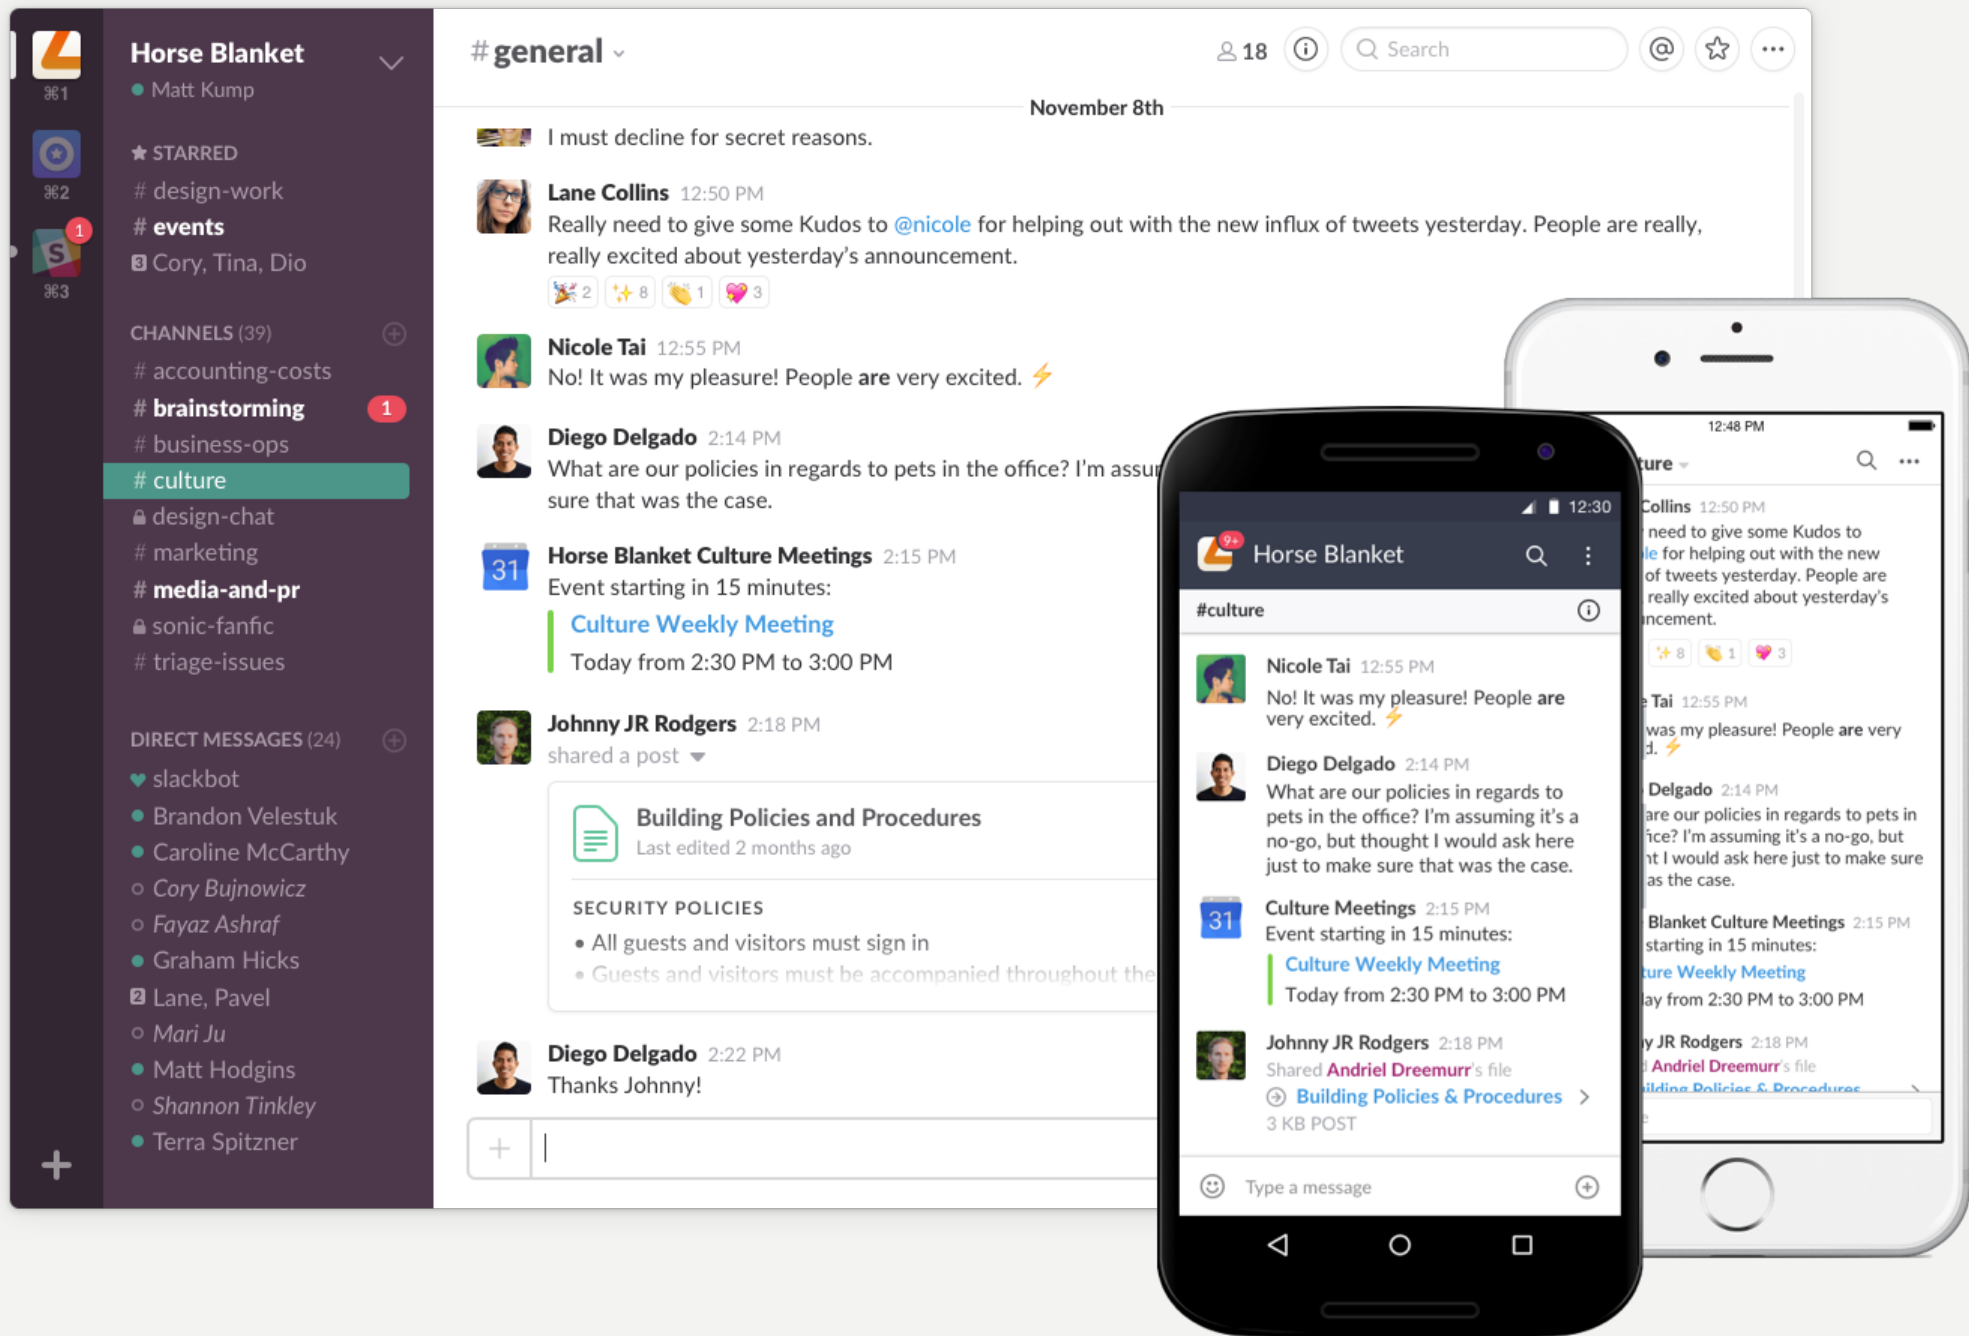 ⌘1
⌘2
1
⌘3
Horse Blanket
Matt Kump
STARRED
# design-work
# events
3 Cory, Tina, Dio
CHANNELS (39)
# accounting-costs
# brainstorming 1
# business-ops
# culture
design-chat
# marketing
# media-and-pr
sonic-fanfic
# triage-issues
DIRECT MESSAGES (24)
slackbot
Brandon Velestuk
Caroline McCarthy
Cory Bujnowicz
Fayaz Ashraf
Graham Hicks
2 Lane, Pavel
Mari Ju
Matt Hodgins
Shannon Tinkley
Terra Spitzner
#general
18
Search
November 8th
I must decline for secret reasons.
Lane Collins 12:50 PM
Really need to give some Kudos to @nicole for helping out with the new influx of tweets yesterday. People are really,
really excited about yesterday's announcement.
2 8 1 3
Nicole Tai 12:55 PM
No! It was my pleasure! People are very excited. ⚡
Diego Delgado 2:14 PM
What are our policies in regards to pets in the office? I'm assur
sure that was the case.
31
Horse Blanket Culture Meetings 2:15 PM
Event starting in 15 minutes:
Culture Weekly Meeting
Today from 2:30 PM to 3:00 PM
Johnny JR Rodgers 2:18 PM
shared a post
Building Policies and Procedures
Last edited 2 months ago
SECURITY POLICIES
• All guests and visitors must sign in
• Guests and visitors must be accompanied throughout the
Diego Delgado 2:22 PM
Thanks Johnny!
12:30
9+
Horse Blanket
#culture
Nicole Tai 12:55 PM
No! It was my pleasure! People are
very excited. ⚡
Diego Delgado 2:14 PM
What are our policies in regards to
pets in the office? I'm assuming it's a
no-go, but thought I would ask here
just to make sure that was the case.
31
Culture Meetings 2:15 PM
Event starting in 15 minutes:
Culture Weekly Meeting
Today from 2:30 PM to 3:00 PM
Johnny JR Rodgers 2:18 PM
Shared Andriel Dreemurr's file
Building Policies & Procedures
3 KB POST
Type a message
12:48 PM
ture
Collins 12:50 PM
need to give some Kudos to
le for helping out with the new
of tweets yesterday. People are
really excited about yesterday's
ncement.
8 1 3
Tai 12:55 PM
was my pleasure! People are very
d. ⚡
Delgado 2:14 PM
are our policies in regards to pets in
ice? I'm assuming it's a no-go, but
ht I would ask here just to make sure
as the case.
Blanket Culture Meetings 2:15 PM
starting in 15 minutes:
ture Weekly Meeting
ay from 2:30 PM to 3:00 PM
y JR Rodgers 2:18 PM
Andriel Dreemurr's file
ilding Policies & Procedures